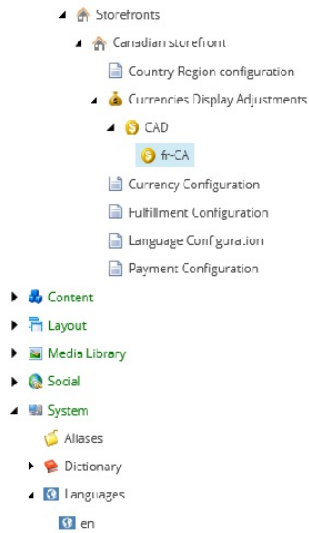 Storefronts
Canadian storefront
Country Region configuration
Currencies Display Adjustments
CAD
fr-CA
Currency Configuration
Fulfillment Configuration
Language Configuration
Payment Configuration
Content
Layout
Media Library
Social
System
Aliases
Dictionary
Languages
en